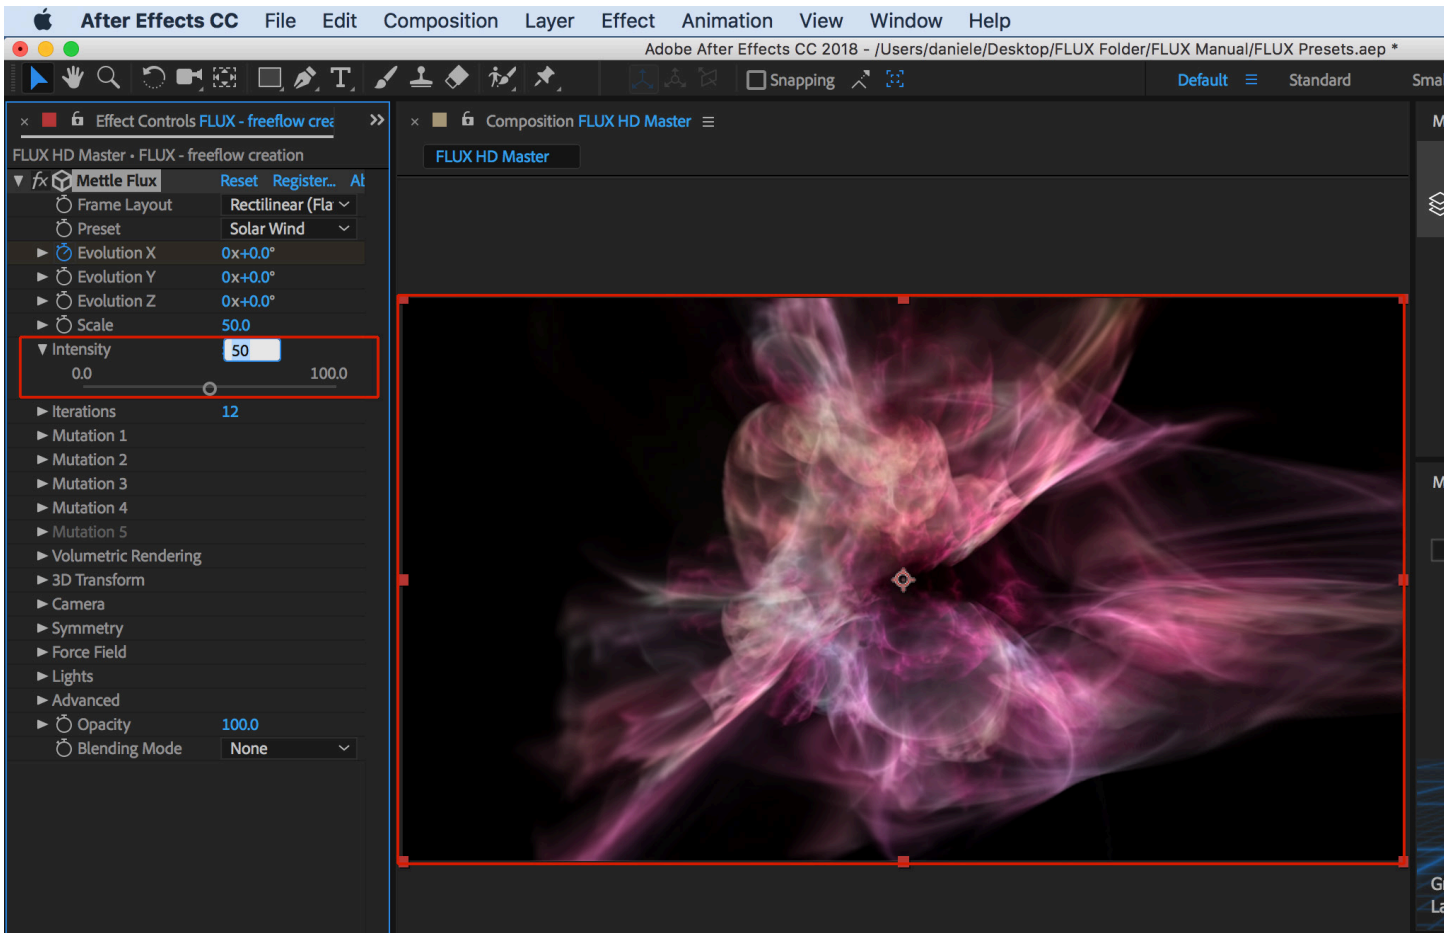 After Effects CC File Edit Composition Layer Effect Animation View Window Help
Adobe After Effects CC 2018 - /Users/daniele/Desktop/FLUX Folder/FLUX Manual/FLUX Presets.aep *
Snapping Default Standard Smal
Effect Controls FLUX - freeflow crea
Composition FLUX HD Master
FLUX HD Master • FLUX - freeflow creation
FLUX HD Master
fx Mettle Flux Reset Register...
Frame Layout Rectilinear (Fla
Preset Solar Wind
Evolution X 0x+0.0°
Evolution Y 0x+0.0°
Evolution Z 0x+0.0°
Scale 50.0
Intensity 50
0.0 100.0
Iterations 12
Mutation 1
Mutation 2
Mutation 3
Mutation 4
Mutation 5
Volumetric Rendering
3D Transform
Camera
Symmetry
Force Field
Lights
Advanced
Opacity 100.0
Blending Mode None